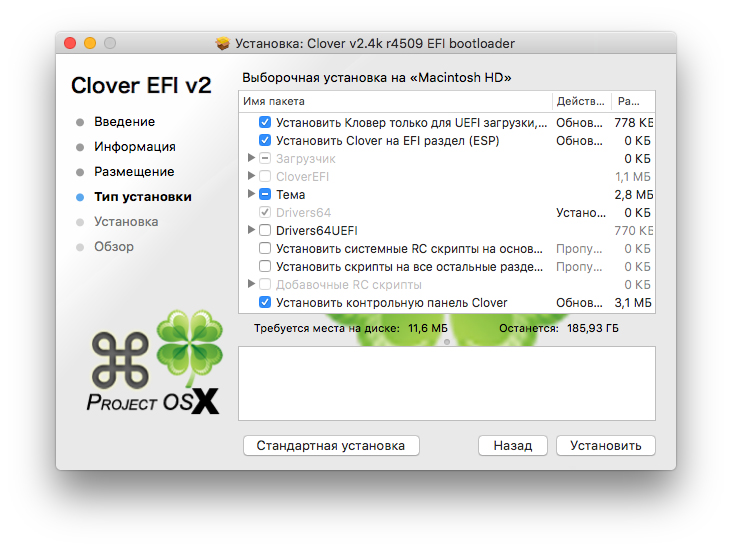 Установка: Clover v2.4k r4509 EFI bootloader
Clover EFI v2
Введение
Информация
Размещение
Тип установки
Установка
Обзор
PROJECT OSX
Выборочная установка на «Macintosh HD»
Имя пакета Действ... Ра...
Установить Кловер только для UEFI загрузки,... Обнов... 778 КБ
Установить Clover на EFI раздел (ESP) Обнов... 0 КБ
Загрузчик 0 КБ
CloverEFI 1,1 МБ
Тема 2,8 МБ
Drivers64 Устано... 0 КБ
Drivers64UEFI 770 КБ
Установить системные RC скрипты на основ... Пропу... 0 КБ
Установить скрипты на все остальные разде... Пропу... 0 КБ
Добавочные RC скрипты 0 КБ
Установить контрольную панель Clover Обнов... 3,1 МБ
Требуется места на диске: 11,6 МБ Останется: 185,93 ГБ
Стандартная установка Назад Установить